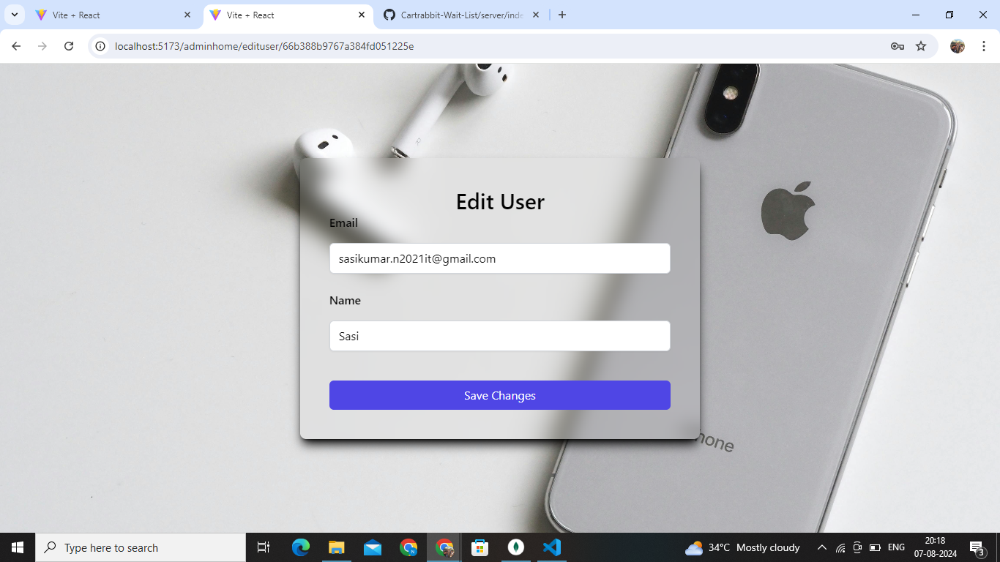 Vite + React
Vite + React
Cartrabbit-Wait-List/server/inde
localhost:5173/adminhome/edituser/66b388b9767a384fd051225e
R
Edit User
Email
sasikumar.n2021it@gmail.com
Name
Sasi
Save Changes
hone
Type here to search
N
34°C Mostly cloudy
ENG
20:18
07-08-2024
3